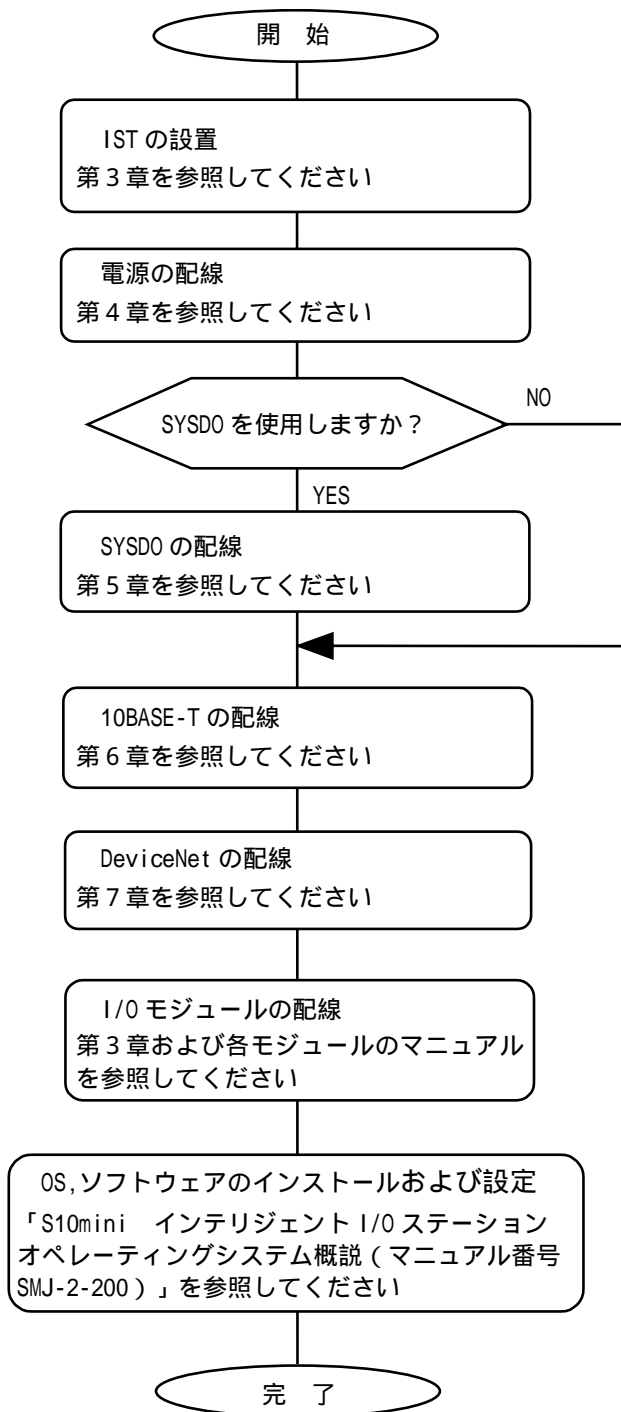 開 始
IST の設置
第3章を参照してください
電源の配線
第4章を参照してください
SYSDO を使用しますか?
NO
YES
SYSDO の配線
第5章を参照してください
10BASE-T の配線
第6章を参照してください
DeviceNet の配線
第7章を参照してください
I/O モジュールの配線
第3章および各モジュールのマニュアル
を参照してください
OS,ソフトウェアのインストールおよび設定
「S10mini インテリジェント I/O ステーション
オペレーティングシステム概説(マニュアル番号
SMJ-2-200)」を参照してください
完 了